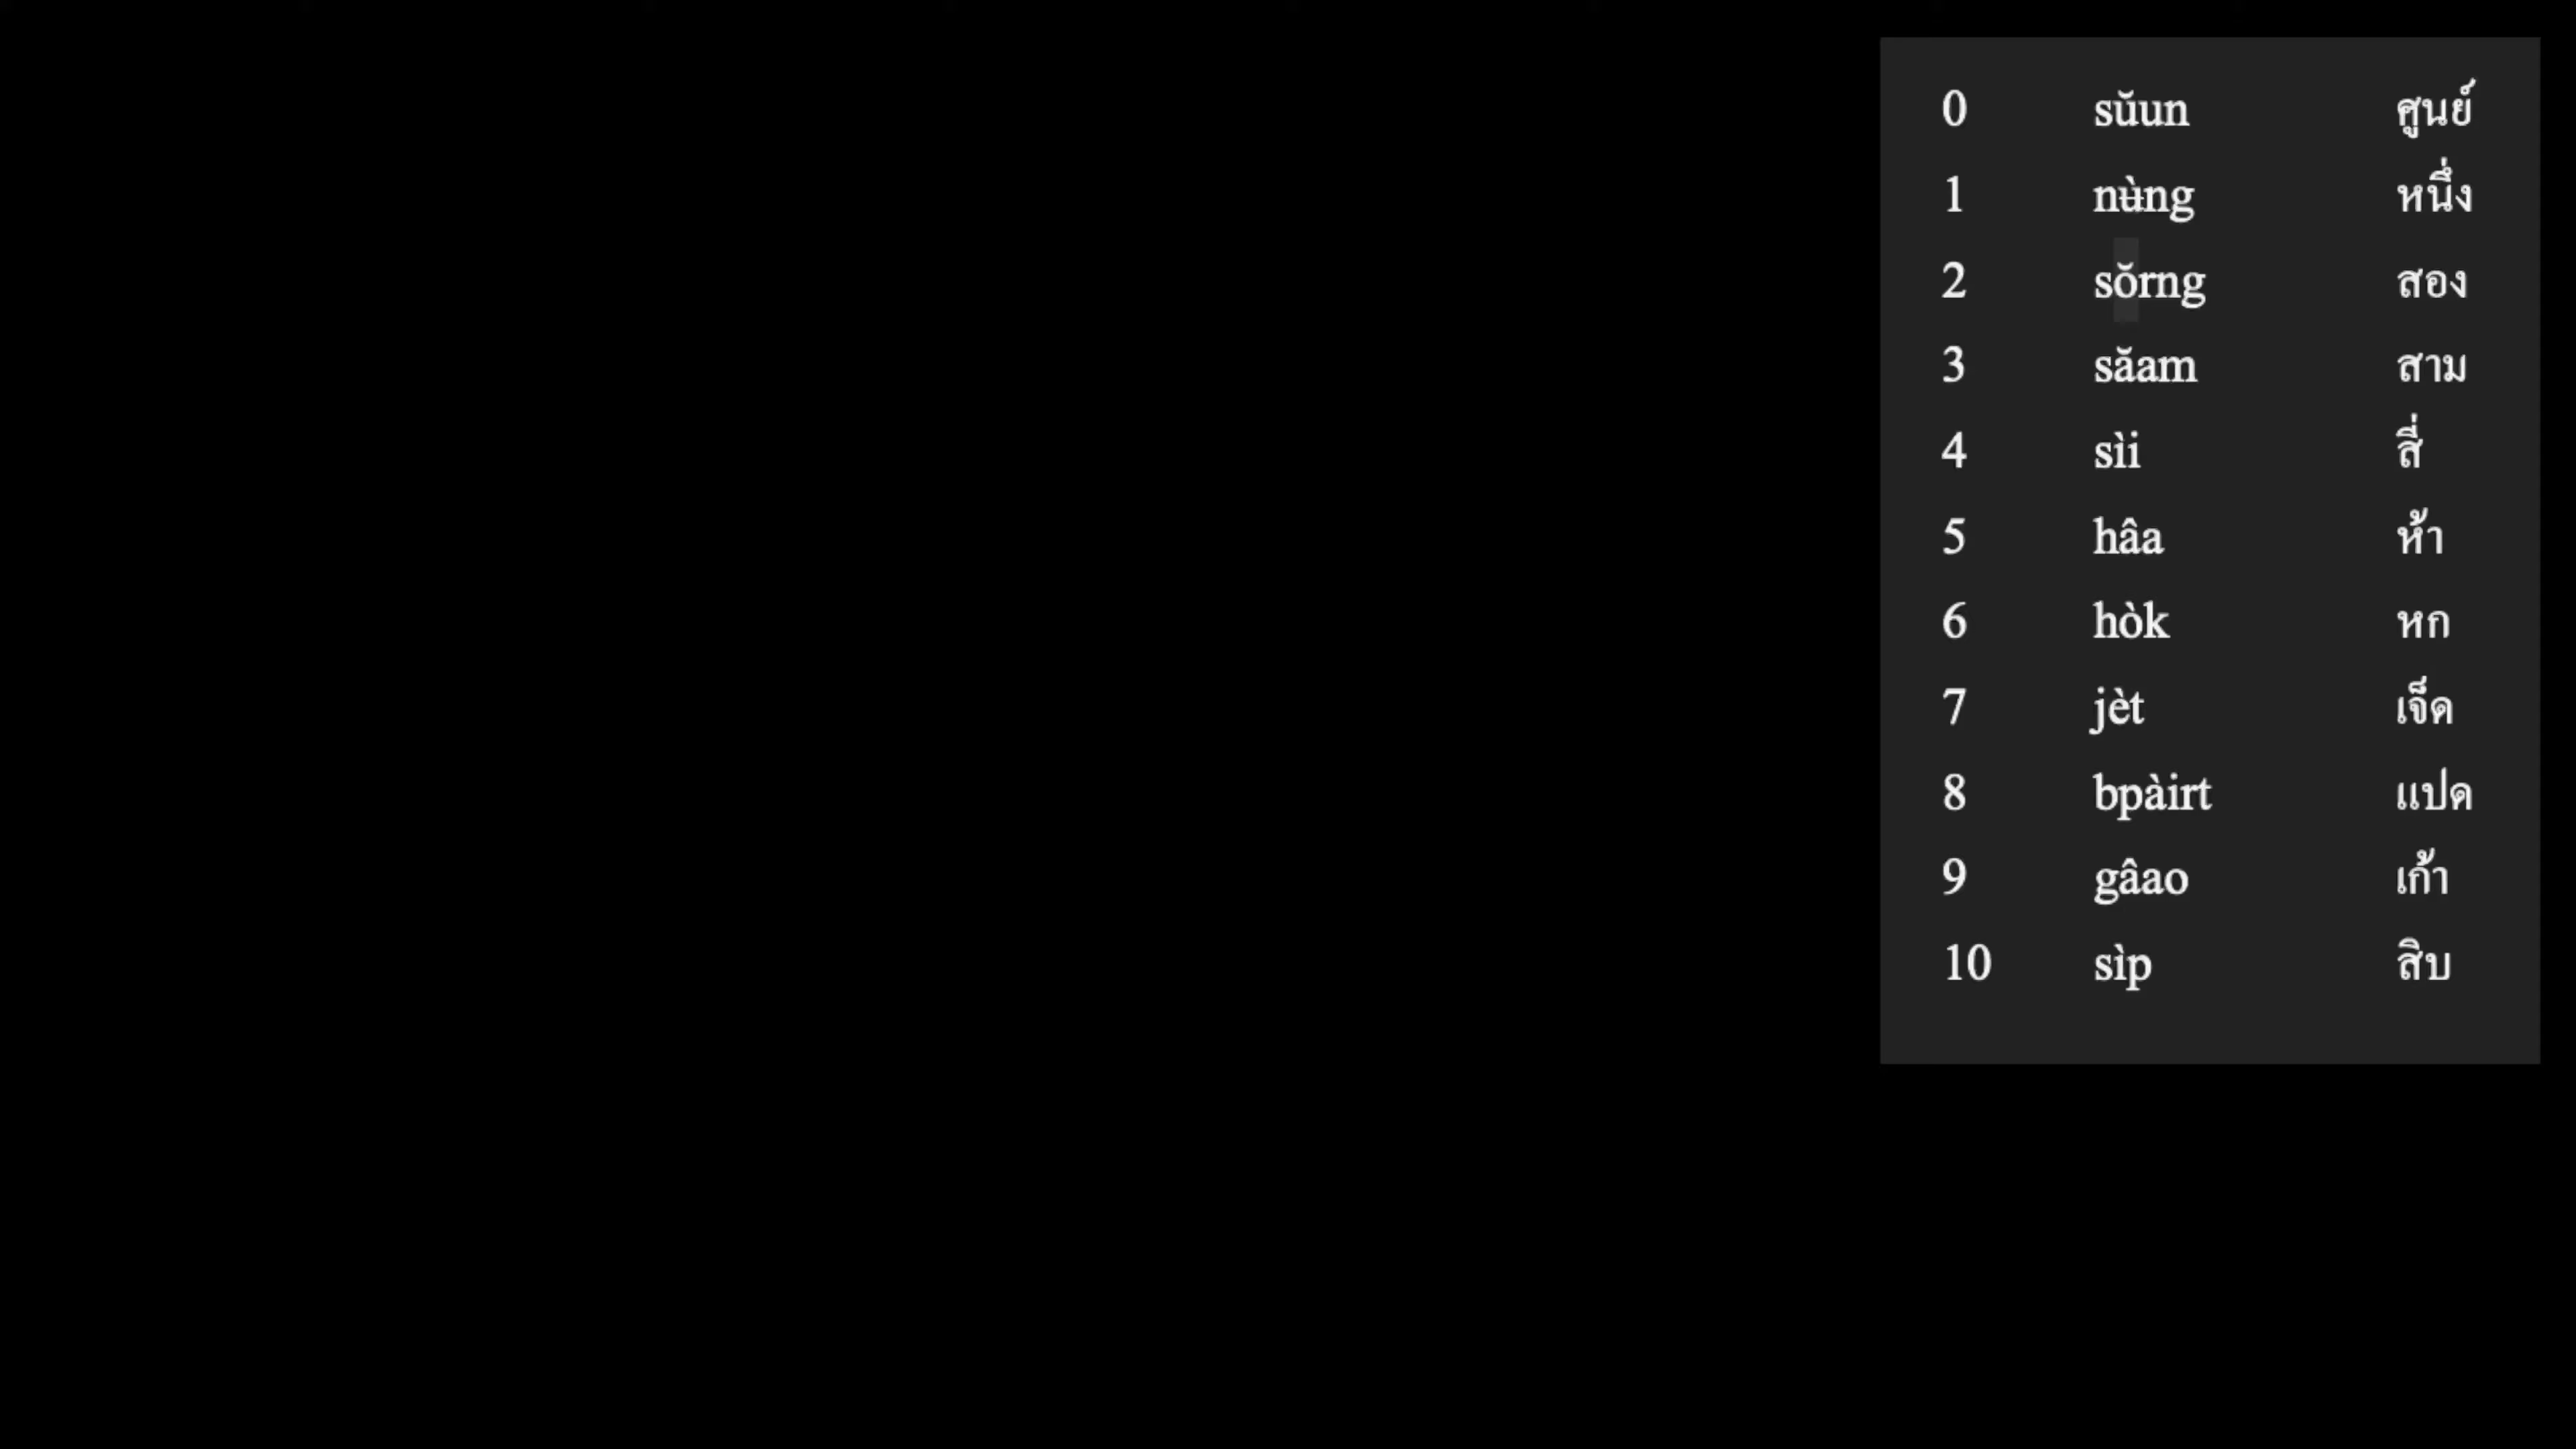 0 sŭun ศูนย์
1 nʉ̀ng หนึ่ง
2 sŏrng สอง
3 săam สาม
4 sìi สี่
5 hâa ห้า
6 hòk หก
7 jèt เจ็ด
8 bpàirt แปด
9 gâao เก้า
10 sìp สิบ